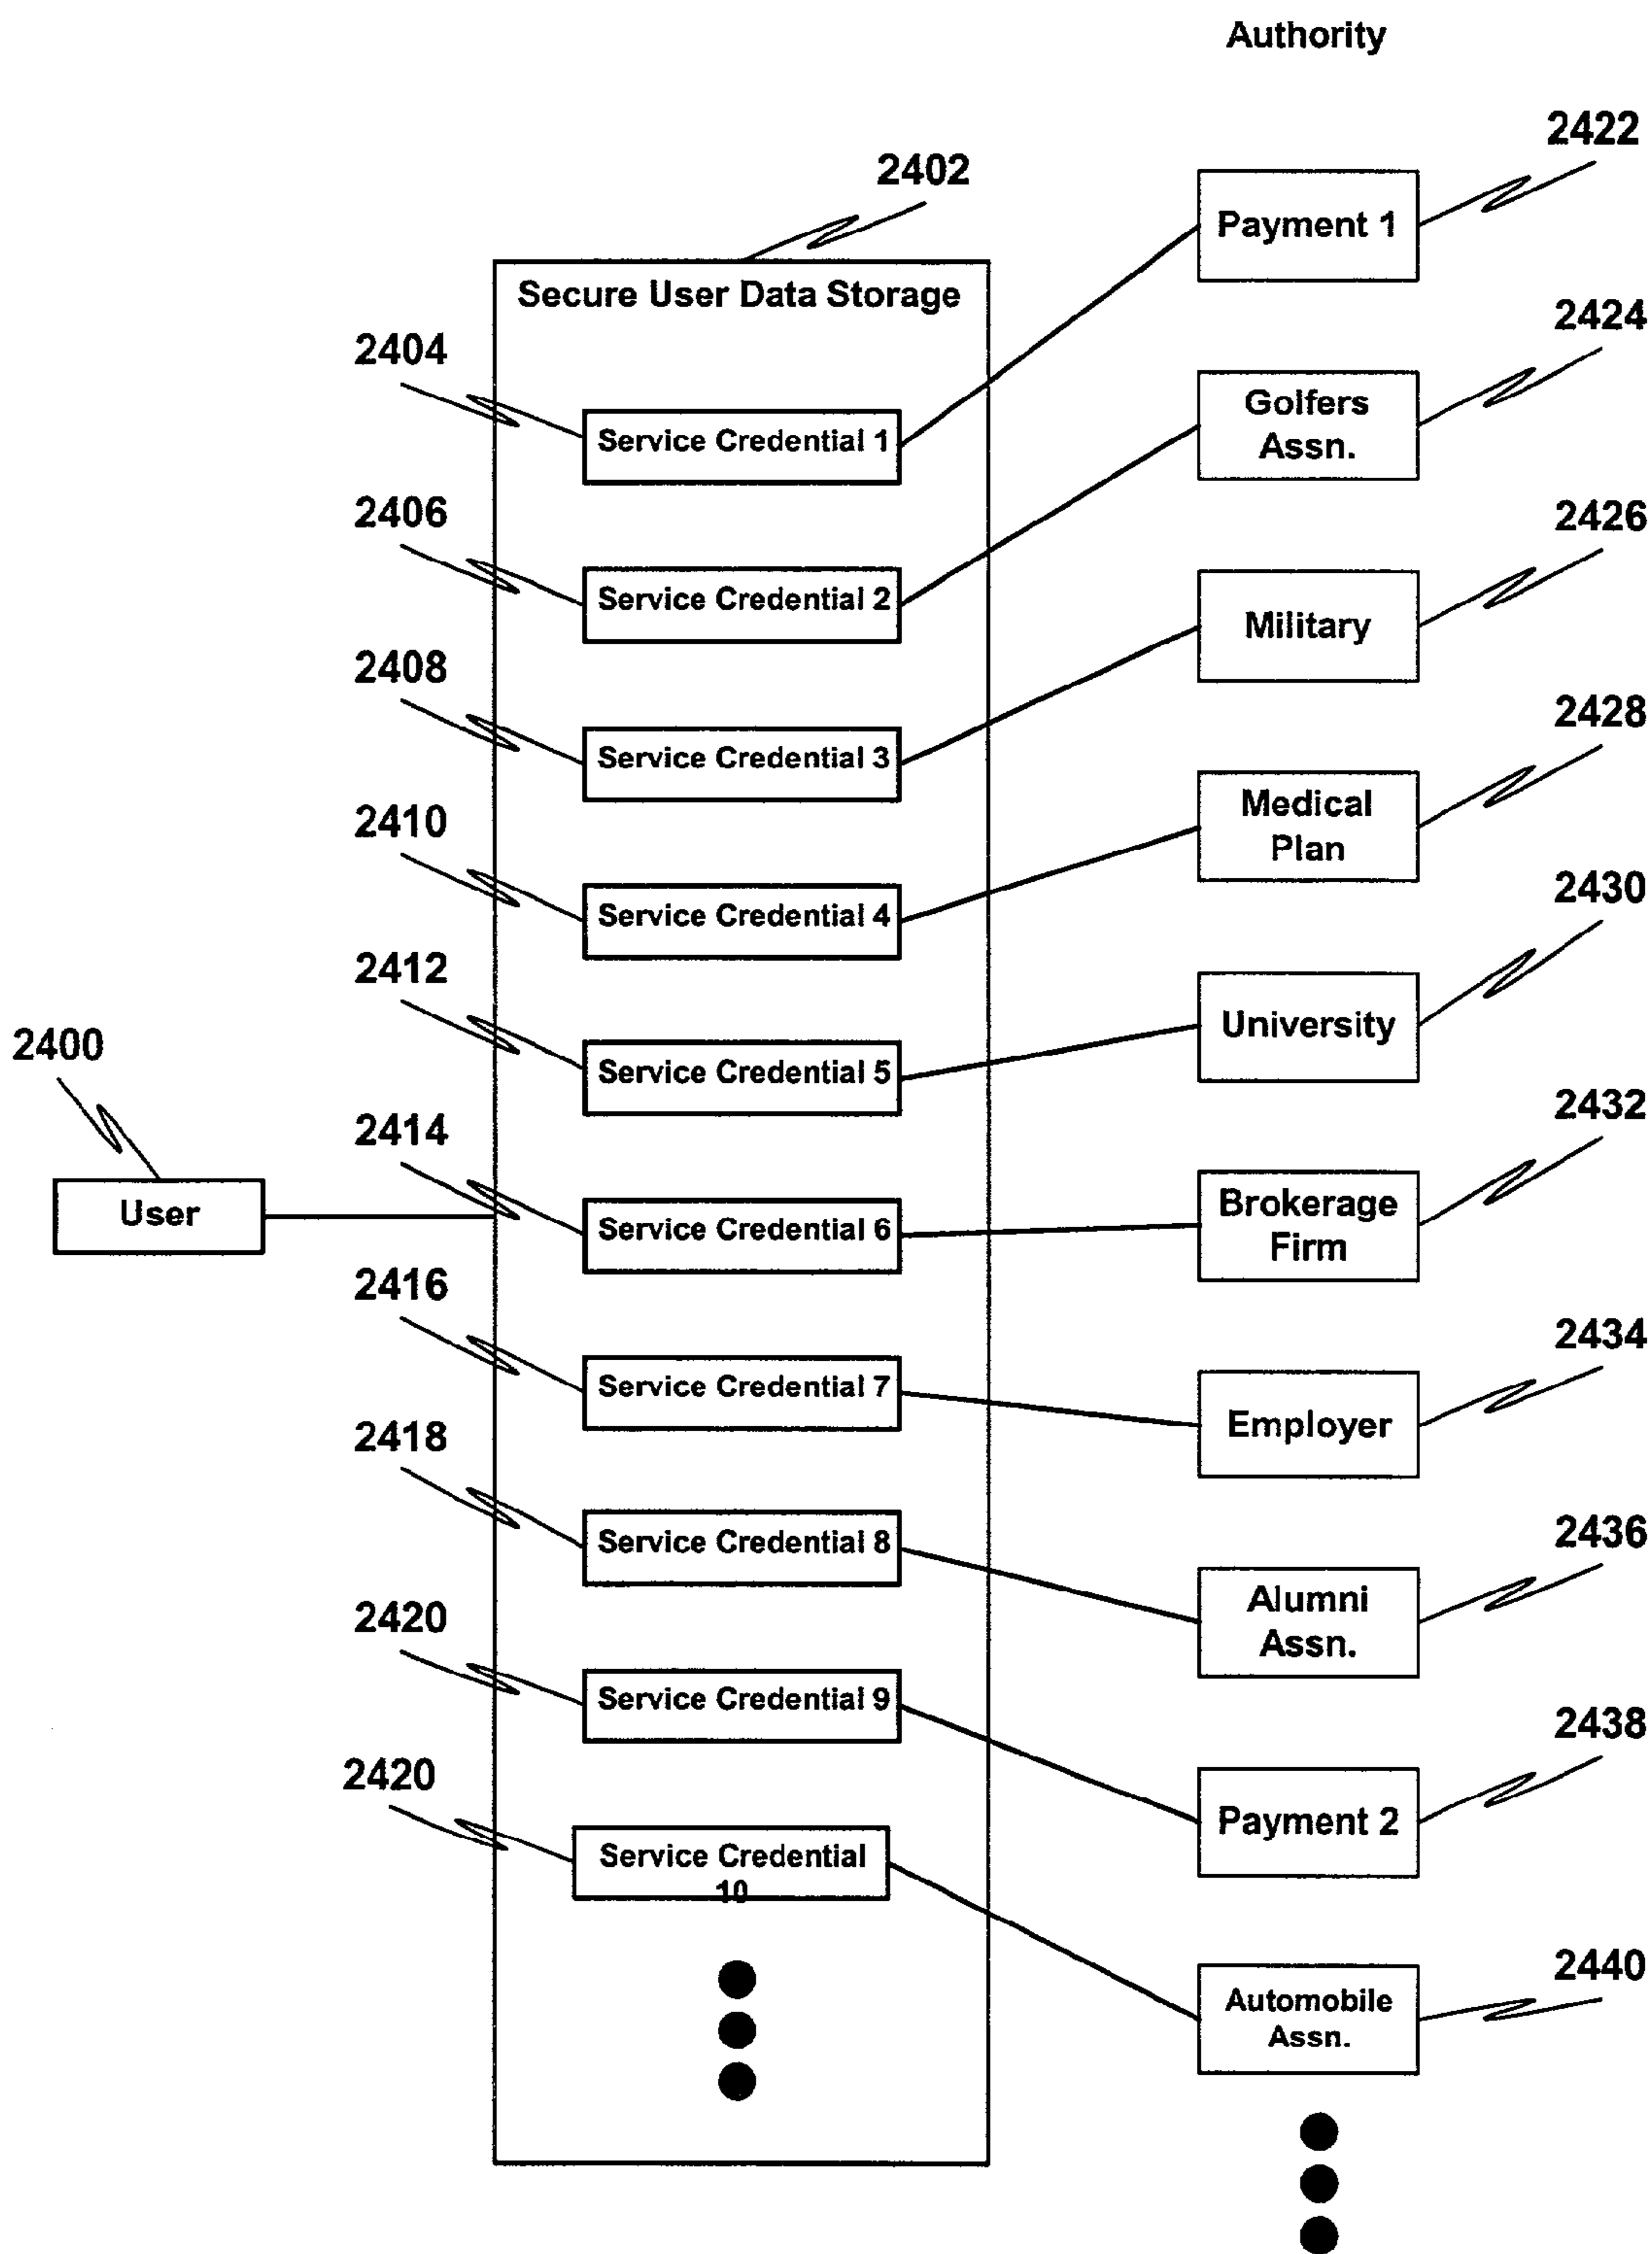 Authority
2422
2402
Payment 1
Secure User Data Storage
2424
2404
Golfers
Assn.
Service Credential 1
2406
2426
Service Credential 2
Military
2408
2428
Service Credential 3
Medical
Plan
2410
2430
Service Credential 4
2412
University
2400
Service Credential 5
2432
2414
User
Brokerage
Firm
Service Credential 6
2416
2434
Service Credential 7
Employer
2418
2436
Service Credential 8
Alumni
Assn.
2420
2438
Service Credential 9
2420
Payment 2
Service Credential
10
2440
Automobile
Assn.